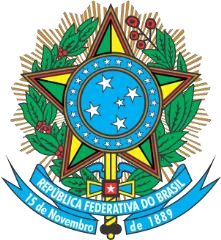 REPÚBLICA FEDERATIVA DO BRASIL
15 de Novembro de 1889